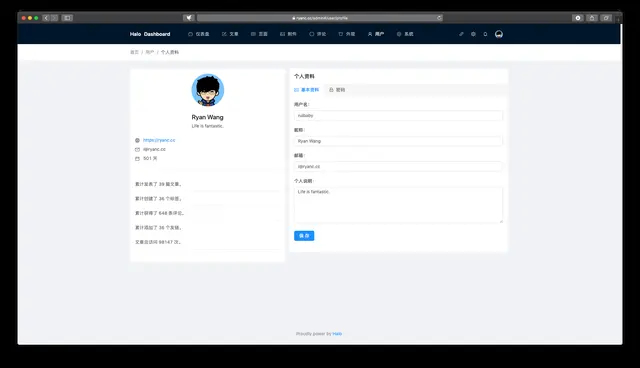 ryanc.cc/admin#/user/profile
Halo Dashboard 仪表盘 文章 页面 附件 评论 外观 用户 系统
首页 / 用户 / 个人资料
Ryan Wang
Life is fantastic.
https://ryanc.cc
i@ryanc.cc
501 天
累计发表了 39 篇文章。
累计创建了 36 个标签。
累计获得了 648 条评论。
累计添加了 36 个友链。
文章总访问 98147 次。
个人资料
基本资料 密码
用户名:
昵称:
Ryan Wang
邮箱:
i@ryanc.cc
个人说明:
Life is fantastic.
保 存
Proudly power by Halo